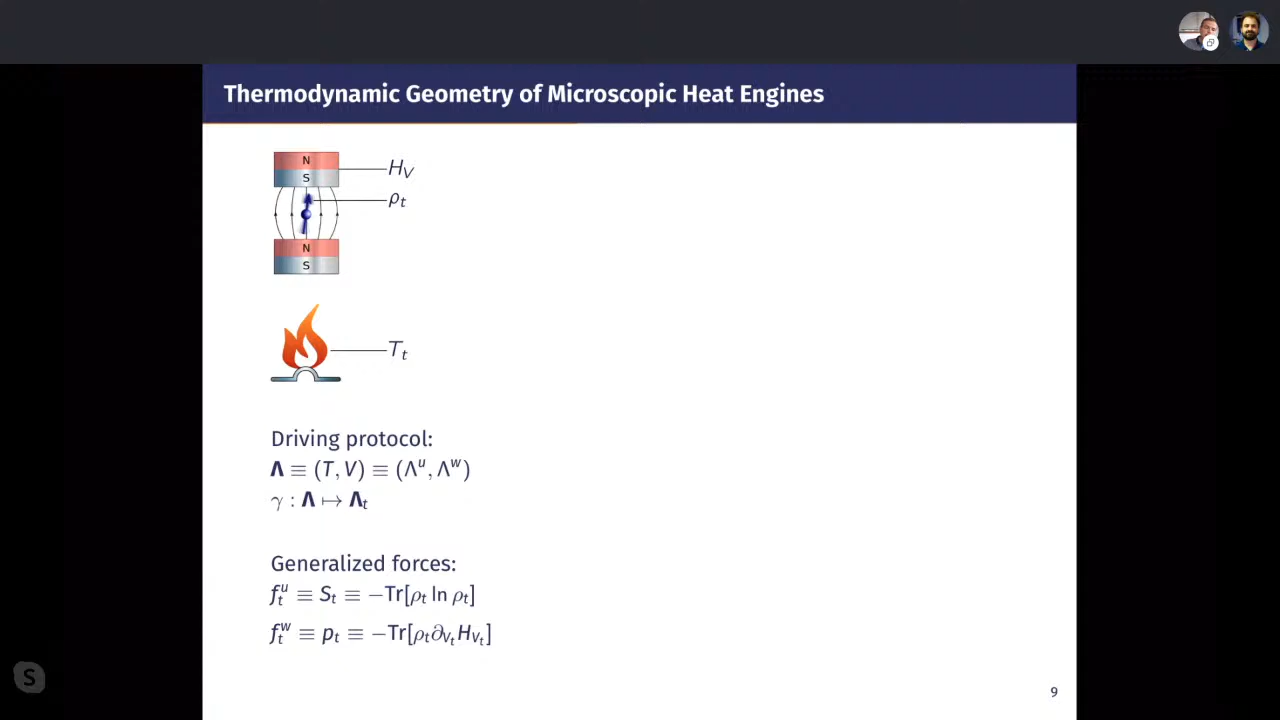 Thermodynamic Geometry of Microscopic Heat Engines
N
S
H_V
ρ_t
N
S
T_t
Driving protocol:
Λ ≡ (T, V) ≡ (Λ^u, Λ^w)
γ : Λ ↦ Λ_t
Generalized forces:
f_t^u ≡ S_t ≡ −Tr[ρ_t ln ρ_t]
f_t^w ≡ p_t ≡ −Tr[ρ_t ∂_{V_t} H_{V_t}]
S
9